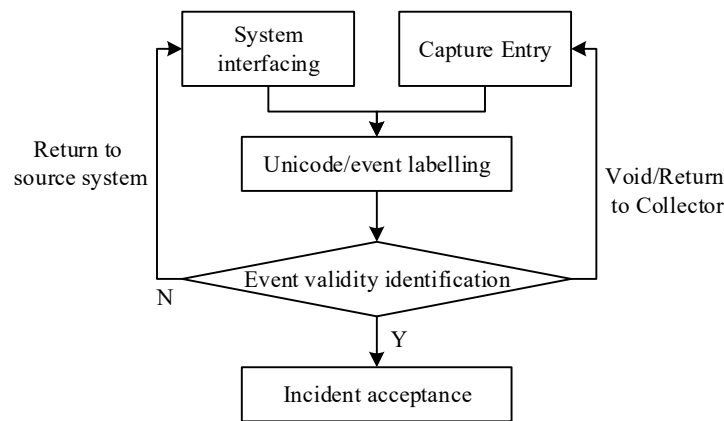 System
interfacing
Capture Entry
Unicode/event labelling
Return to
source system
Void/Return
to Collector
Event validity identification
N
Y
Incident acceptance